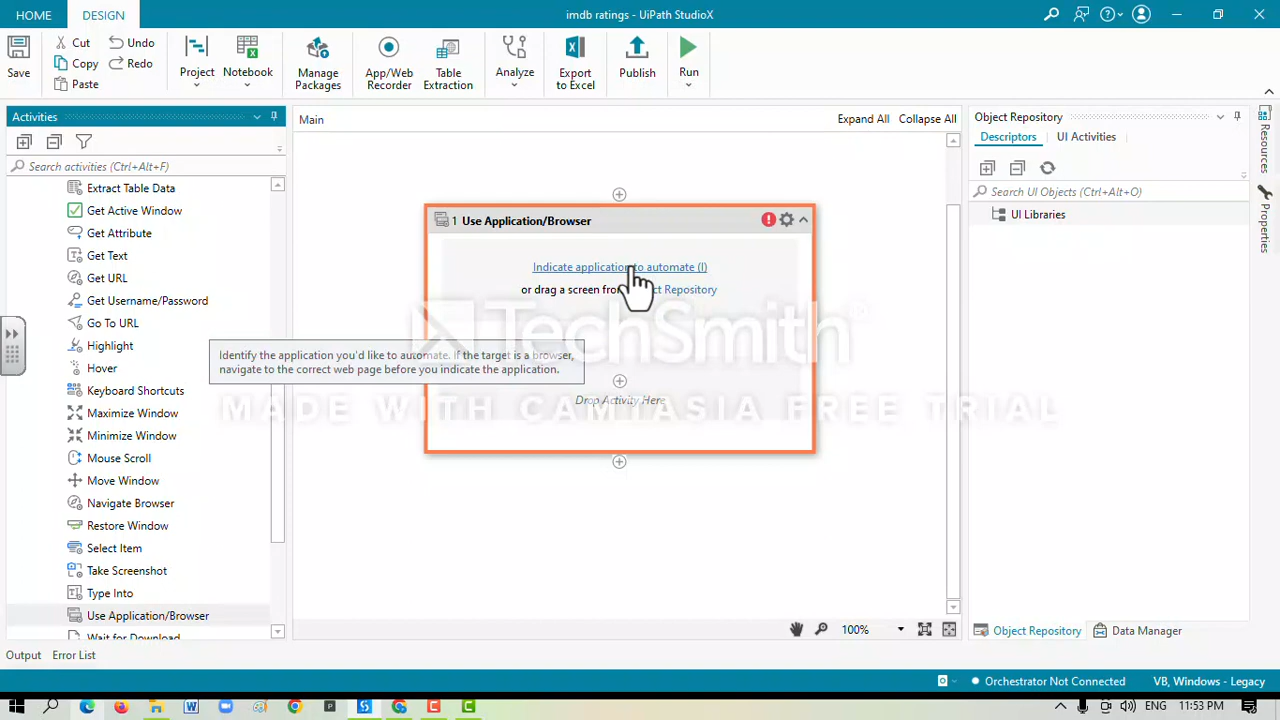 HOME
DESIGN
imdb ratings - UiPath StudioX
Save
Cut
Copy
Paste
Undo
Redo
Project
Notebook
Manage
Packages
App/Web
Recorder
Table
Extraction
Analyze
Export
to Excel
Publish
Run
Activities
Search activities (Ctrl+Alt+F)
Extract Table Data
Get Active Window
Get Attribute
Get Text
Get URL
Get Username/Password
Go To URL
Highlight
Hover
Keyboard Shortcuts
Maximize Window
Minimize Window
Mouse Scroll
Move Window
Navigate Browser
Restore Window
Select Item
Take Screenshot
Type Into
Use Application/Browser
Wait for Download
Main
Expand All
Collapse All
1 Use Application/Browser
Indicate application to automate (I)
or drag a screen from Repository
Identify the application you'd like to automate. If the target is a browser,
navigate to the correct web page before you indicate the application.
TechSmith®
MADE WITH CAMTASIA FREE TRIAL
Drop Activity Here
100%
Object Repository
Descriptors
UI Activities
Search UI Objects (Ctrl+Alt+O)
UI Libraries
Resources
Properties
Object Repository
Data Manager
Output
Error List
Orchestrator Not Connected
VB, Windows - Legacy
ENG
11:53 PM